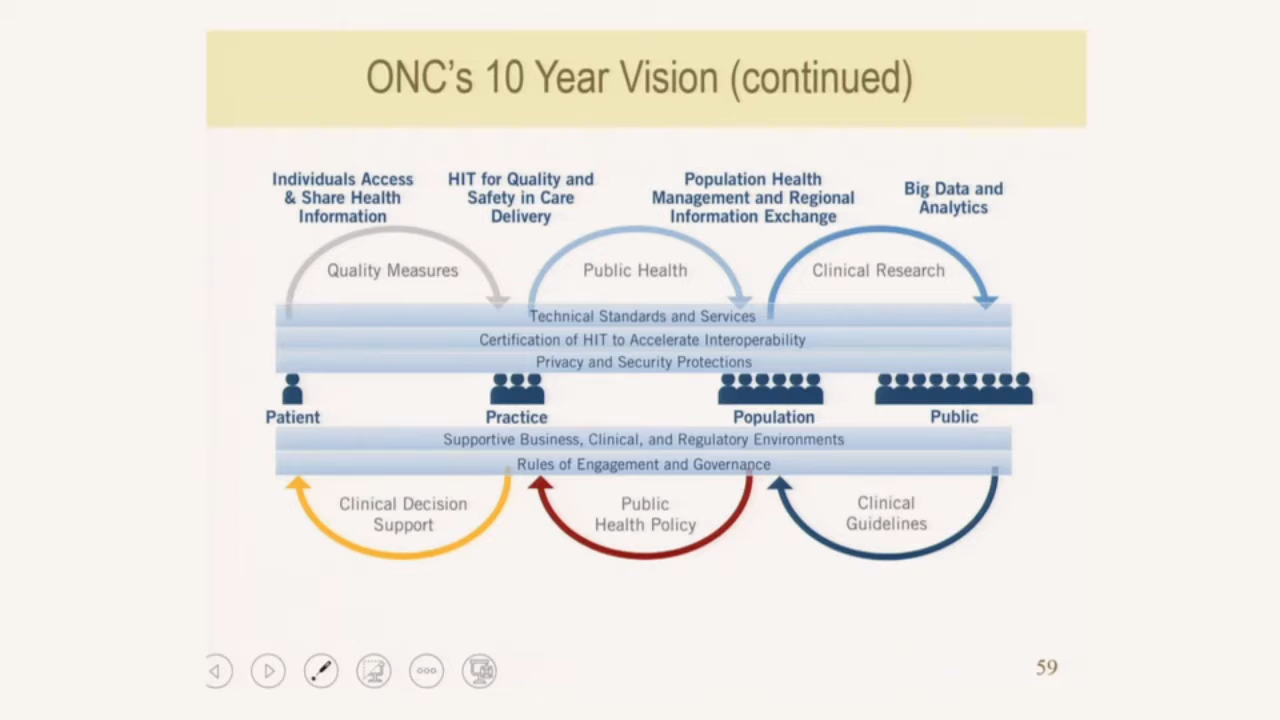 ONC's 10 Year Vision (continued)
Individuals Access
& Share Health
Information
HIT for Quality and
Safety in Care
Delivery
Population Health
Management and Regional
Information Exchange
Big Data and
Analytics
Quality Measures
Public Health
Clinical Research
Technical Standards and Services
Certification of HIT to Accelerate Interoperability
Privacy and Security Protections
Patient
Practice
Population
Public
Supportive Business, Clinical, and Regulatory Environments
Rules of Engagement and Governance
Clinical Decision
Support
Public
Health Policy
Clinical
Guidelines
59